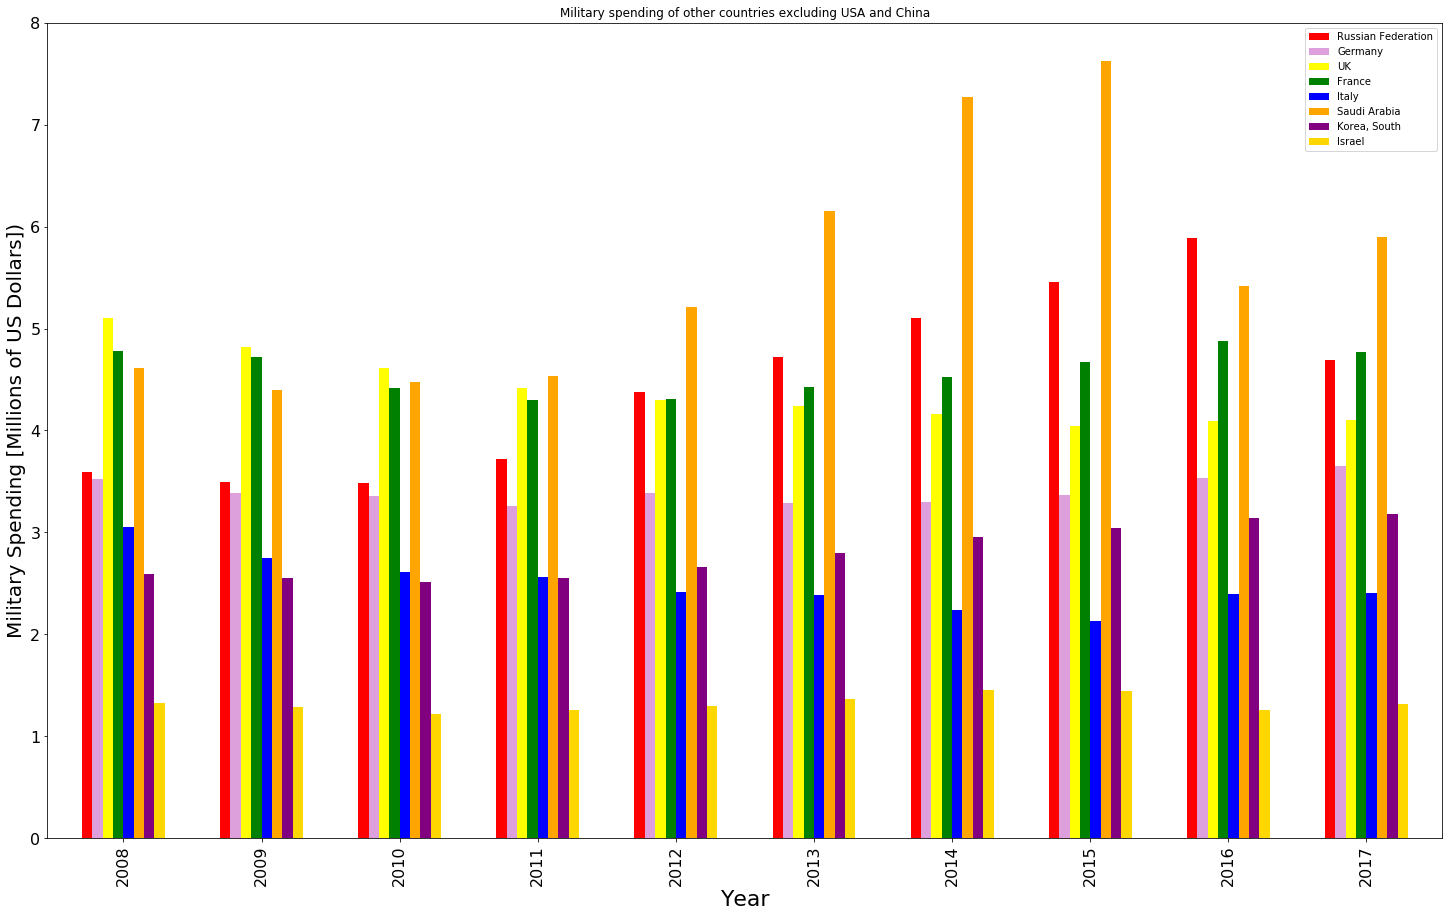 Military spending of other countries excluding USA and China
Military Spending [Millions of US Dollars])
8
7
6
5
4
3
2
1
0
Russian Federation
Germany
UK
France
Italy
Saudi Arabia
Korea, South
Israel
2008 2009 2010 2011 2012 2013 2014 2015 2016 2017
Year